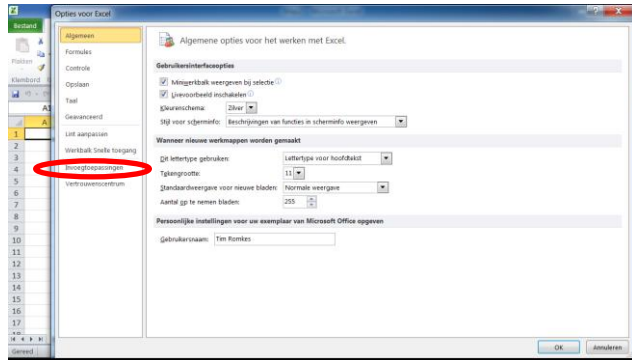 Opties voor Excel
Bestand
Plakken
Klembord
A1
A
1
2
3
4
5
6
7
8
9
10
11
12
13
14
15
16
17
Gereed
Algemeen
Formules
Controle
Opslaan
Taal
Geavanceerd
Lint aanpassen
Werkbalk Snelle toegang
Invoegtoepassingen
Vertrouwenscentrum
Algemene opties voor het werken met Excel.
Gebruikersinterfaceopties
Miniwerkbalk weergeven bij selectie
Livevoorbeeld inschakelen
Kleurenschema: Zilver
Stijl voor scherminfo: Beschrijvingen van functies in scherminfo weergeven
Wanneer nieuwe werkmappen worden gemaakt
Dit lettertype gebruiken: Lettertype voor hoofdtekst
Tekengrootte: 11
Standaardweergave voor nieuwe bladen: Normale weergave
Aantal op te nemen bladen: 255
Persoonlijke instellingen voor uw exemplaar van Microsoft Office opgeven
Gebruikersnaam: Tim Romkes
OK Annuleren